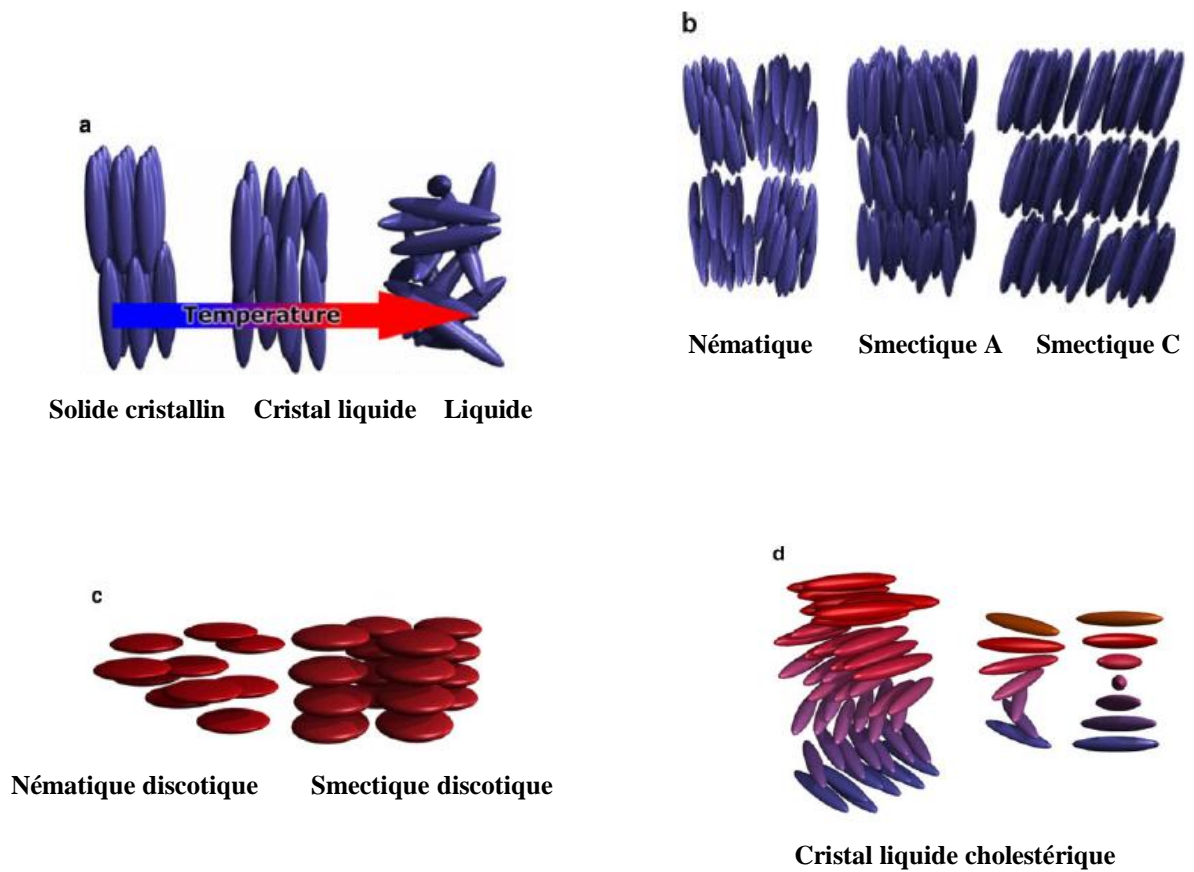 a
Temperature
Solide cristallin Cristal liquide Liquide
b
Nématique Smectique A Smectique C
c
Nématique discotique Smectique discotique
d
Cristal liquide cholestérique